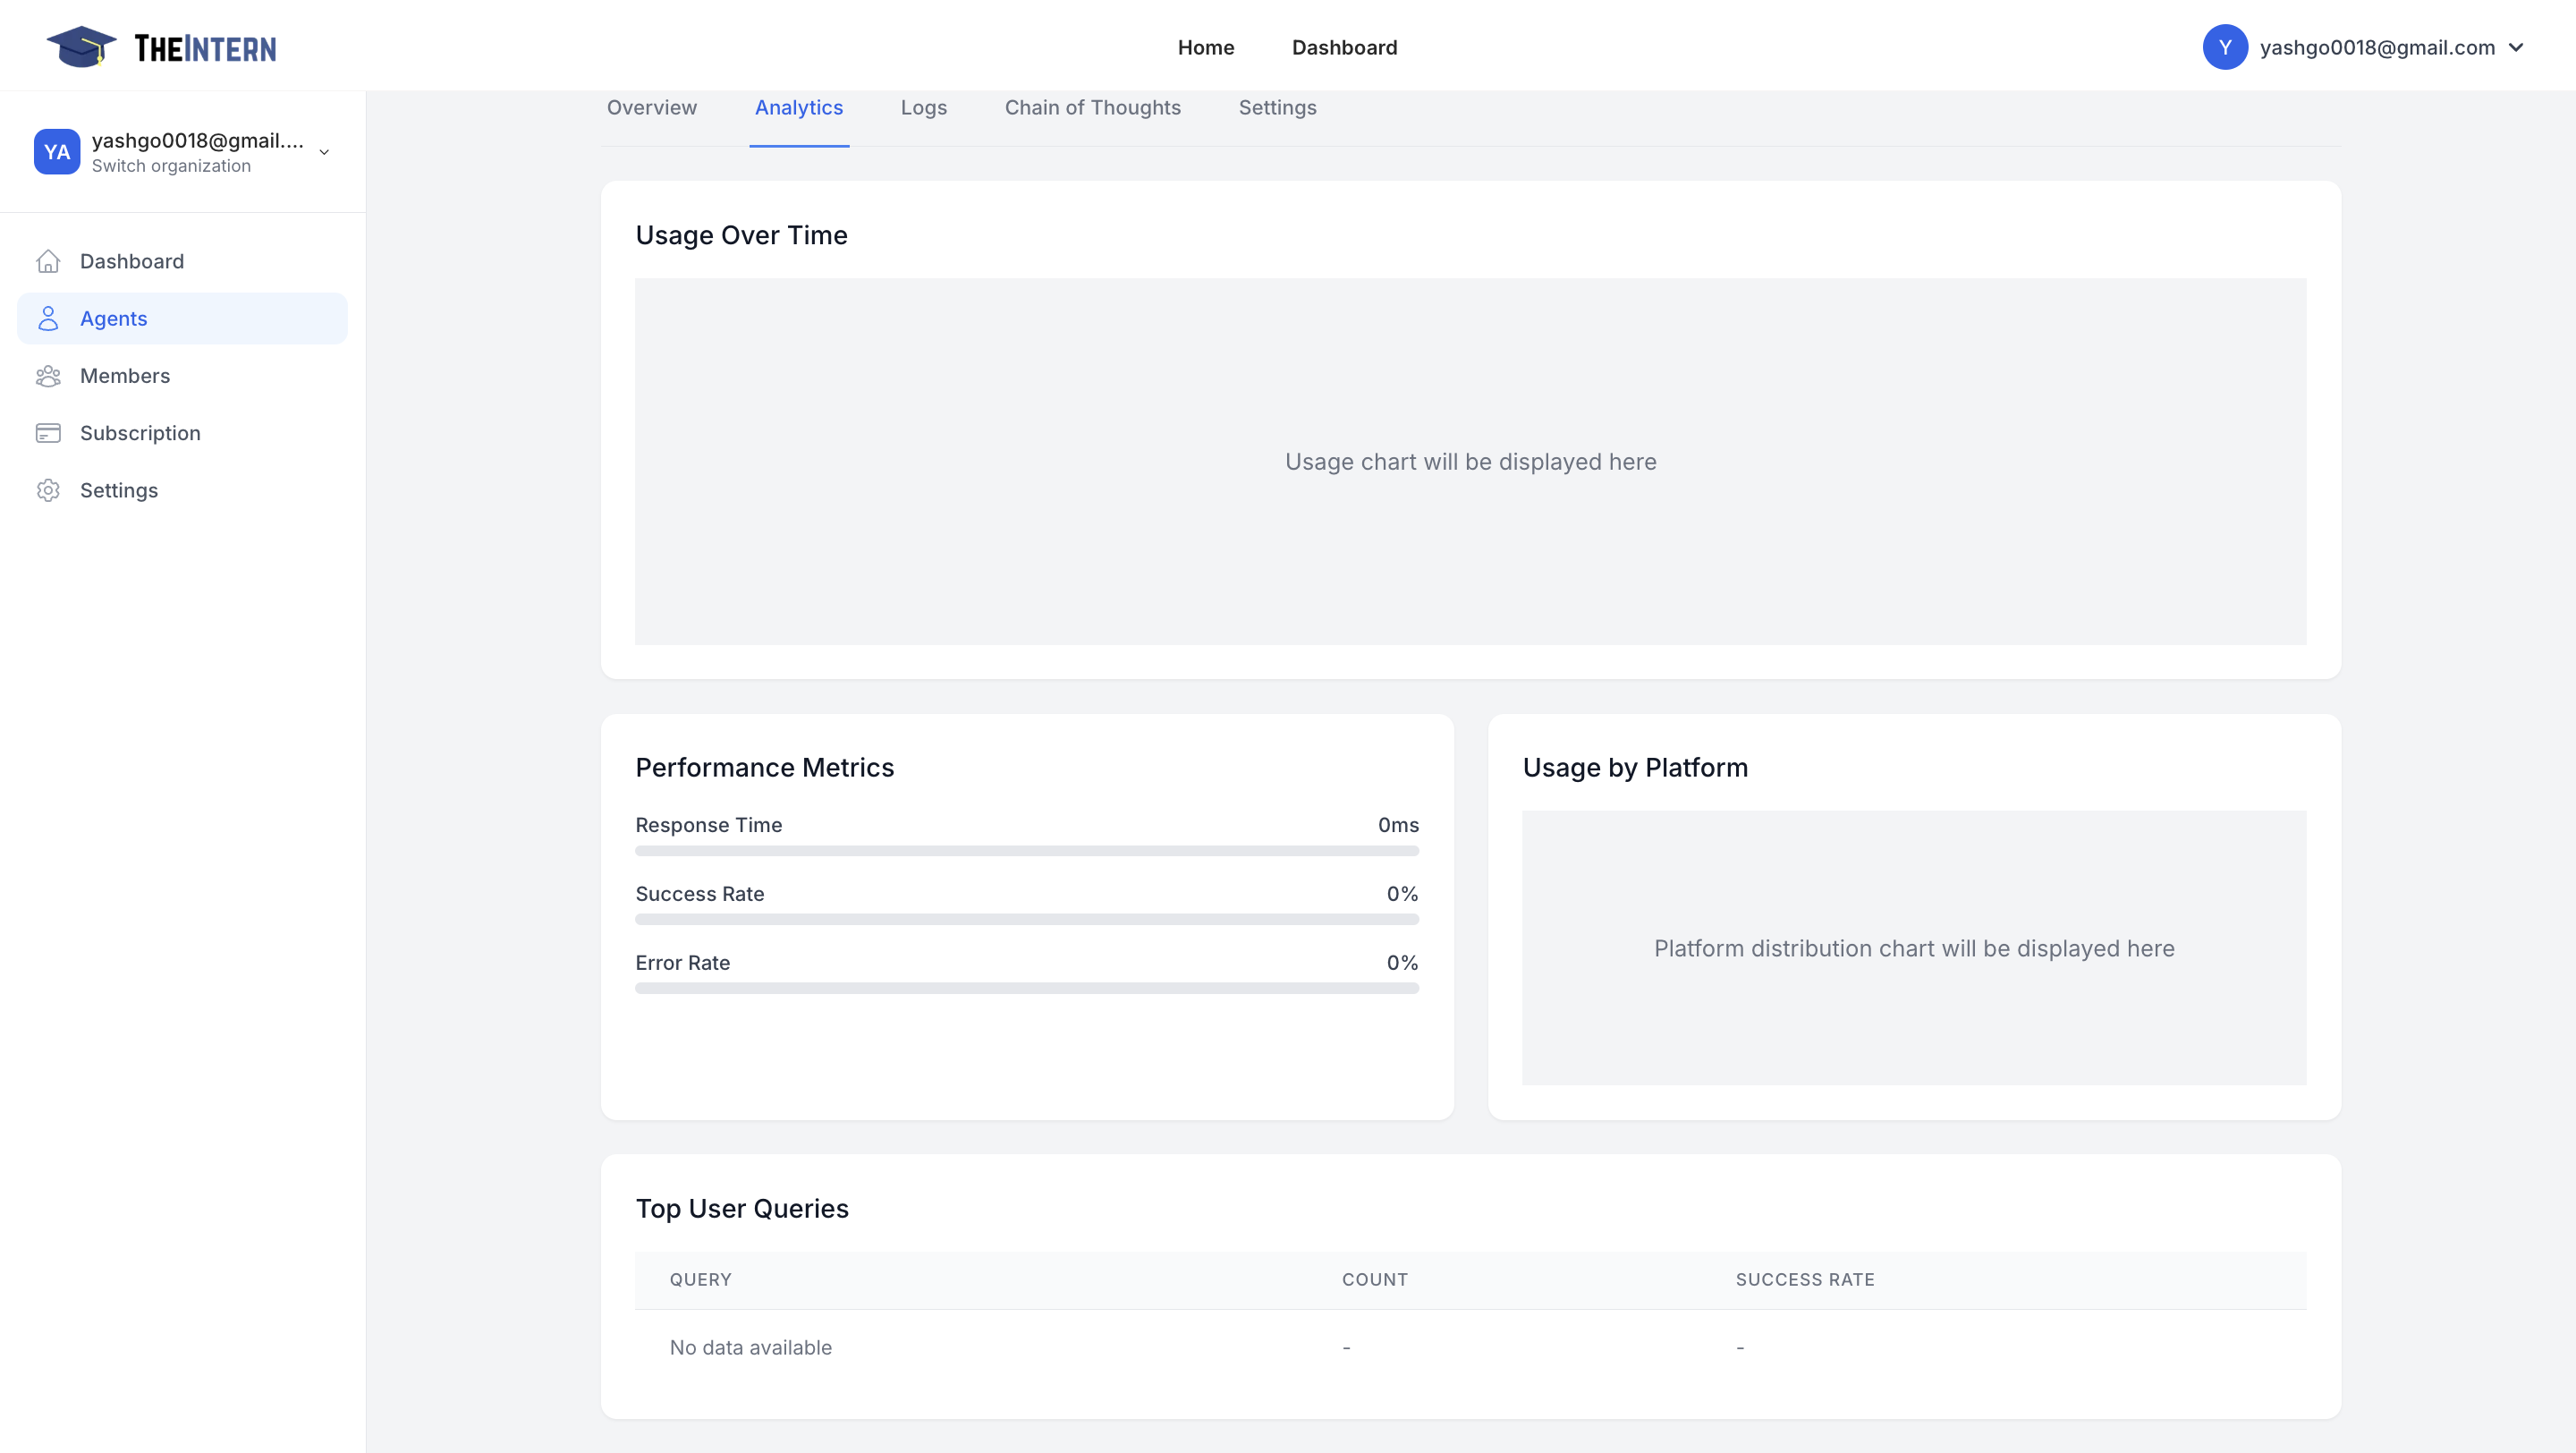 THEINTERN
Home
Dashboard
Y
yashgo0018@gmail.com
YA
yashgo0018@gmail....
Switch organization
Dashboard
Agents
Members
Subscription
Settings
Overview
Analytics
Logs
Chain of Thoughts
Settings
Usage Over Time
Usage chart will be displayed here
Performance Metrics
Response Time
0ms
Success Rate
0%
Error Rate
0%
Usage by Platform
Platform distribution chart will be displayed here
Top User Queries
QUERY
COUNT
SUCCESS RATE
No data available
-
-